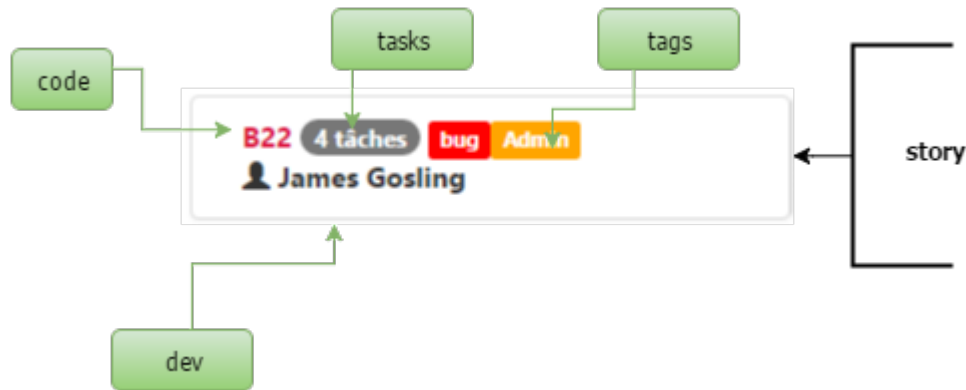 tasks
tags
code
B22 4 tâches bug Admin
James Gosling
story
dev